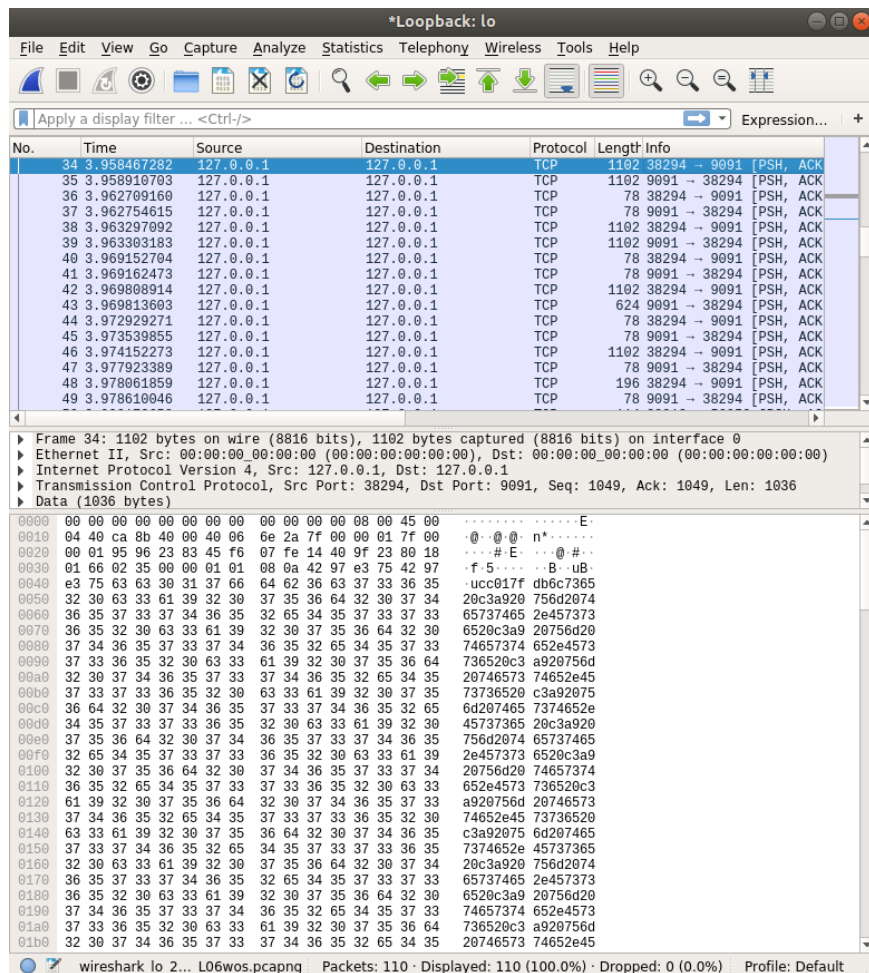 *Loopback: lo
File Edit View Go Capture Analyze Statistics Telephony Wireless Tools Help
Apply a display filter ... <Ctrl-/> Expression... +
No. Time Source Destination Protocol Length Info
34 3.958467282 127.0.0.1 127.0.0.1 TCP 1102 38294 → 9091 [PSH, ACK
35 3.958910703 127.0.0.1 127.0.0.1 TCP 1102 9091 → 38294 [PSH, ACK
36 3.962709160 127.0.0.1 127.0.0.1 TCP 78 38294 → 9091 [PSH, ACK
37 3.962754615 127.0.0.1 127.0.0.1 TCP 78 9091 → 38294 [PSH, ACK
38 3.963297092 127.0.0.1 127.0.0.1 TCP 1102 38294 → 9091 [PSH, ACK
39 3.963303183 127.0.0.1 127.0.0.1 TCP 1102 9091 → 38294 [PSH, ACK
40 3.969152704 127.0.0.1 127.0.0.1 TCP 78 38294 → 9091 [PSH, ACK
41 3.969162473 127.0.0.1 127.0.0.1 TCP 78 9091 → 38294 [PSH, ACK
42 3.969808914 127.0.0.1 127.0.0.1 TCP 1102 38294 → 9091 [PSH, ACK
43 3.969813603 127.0.0.1 127.0.0.1 TCP 624 9091 → 38294 [PSH, ACK
44 3.972929271 127.0.0.1 127.0.0.1 TCP 78 38294 → 9091 [PSH, ACK
45 3.973539855 127.0.0.1 127.0.0.1 TCP 78 9091 → 38294 [PSH, ACK
46 3.974152273 127.0.0.1 127.0.0.1 TCP 1102 38294 → 9091 [PSH, ACK
47 3.977923389 127.0.0.1 127.0.0.1 TCP 78 9091 → 38294 [PSH, ACK
48 3.978061859 127.0.0.1 127.0.0.1 TCP 196 38294 → 9091 [PSH, ACK
49 3.978610046 127.0.0.1 127.0.0.1 TCP 78 9091 → 38294 [PSH, ACK
Frame 34: 1102 bytes on wire (8816 bits), 1102 bytes captured (8816 bits) on interface 0
Ethernet II, Src: 00:00:00_00:00:00 (00:00:00:00:00:00), Dst: 00:00:00_00:00:00 (00:00:00:00:00:00)
Internet Protocol Version 4, Src: 127.0.0.1, Dst: 127.0.0.1
Transmission Control Protocol, Src Port: 38294, Dst Port: 9091, Seq: 1049, Ack: 1049, Len: 1036
Data (1036 bytes)
0000 00 00 00 00 00 00 00 00 00 00 00 00 08 00 45 00 ········ ······E·
0010 04 40 ca 8b 40 00 40 06 6e 2a 7f 00 00 01 7f 00 ·@··@·@· n*······
0020 00 01 95 96 23 83 45 f6 07 fe 14 40 9f 23 80 18 ····#·E· ···@·#··
0030 01 66 02 35 00 00 01 01 08 0a 42 97 e3 75 42 97 ·f·5···· ··B··uB·
0040 e3 75 63 63 30 31 37 66 64 62 36 63 37 33 36 35 ·ucc017f db6c7365
0050 32 30 63 33 61 39 32 30 37 35 36 64 32 30 37 34 20c3a920 756d2074
0060 36 35 37 33 37 34 36 35 32 65 34 35 37 33 37 33 65737465 2e457373
0070 36 35 32 30 63 33 61 39 32 30 37 35 36 64 32 30 6520c3a9 20756d20
0080 37 34 36 35 37 33 37 34 36 35 32 65 34 35 37 33 74657374 652e4573
0090 37 33 36 35 32 30 63 33 61 39 32 30 37 35 36 64 736520c3 a920756d
00a0 32 30 37 34 36 35 37 33 37 34 36 35 32 65 34 35 20746573 74652e45
00b0 37 33 37 33 36 35 32 30 63 33 61 39 32 30 37 35 73736520 c3a92075
00c0 36 64 32 30 37 34 36 35 37 33 37 34 36 35 32 65 6d207465 7374652e
00d0 34 35 37 33 37 33 36 35 32 30 63 33 61 39 32 30 45737365 20c3a920
00e0 37 35 36 64 32 30 37 34 36 35 37 33 37 34 36 35 756d2074 65737465
00f0 32 65 34 35 37 33 37 33 36 35 32 30 63 33 61 39 2e457373 6520c3a9
0100 32 30 37 35 36 64 32 30 37 34 36 35 37 33 37 34 20756d20 74657374
0110 36 35 32 65 34 35 37 33 37 33 36 35 32 30 63 33 652e4573 736520c3
0120 61 39 32 30 37 35 36 64 32 30 37 34 36 35 37 33 a920756d 20746573
0130 37 34 36 35 32 65 34 35 37 33 37 33 36 35 32 30 74652e45 73736520
0140 63 33 61 39 32 30 37 35 36 64 32 30 37 34 36 35 c3a92075 6d207465
0150 37 33 37 34 36 35 32 65 34 35 37 33 37 33 36 35 7374652e 45737365
0160 32 30 63 33 61 39 32 30 37 35 36 64 32 30 37 34 20c3a920 756d2074
0170 36 35 37 33 37 34 36 35 32 65 34 35 37 33 37 33 65737465 2e457373
0180 36 35 32 30 63 33 61 39 32 30 37 35 36 64 32 30 6520c3a9 20756d20
0190 37 34 36 35 37 33 37 34 36 35 32 65 34 35 37 33 74657374 652e4573
01a0 37 33 36 35 32 30 63 33 61 39 32 30 37 35 36 64 736520c3 a920756d
01b0 32 30 37 34 36 35 37 33 37 34 36 35 32 65 34 35 20746573 74652e45
wireshark_lo_2... L06wos.pcapng Packets: 110 · Displayed: 110 (100.0%) · Dropped: 0 (0.0%) Profile: Default